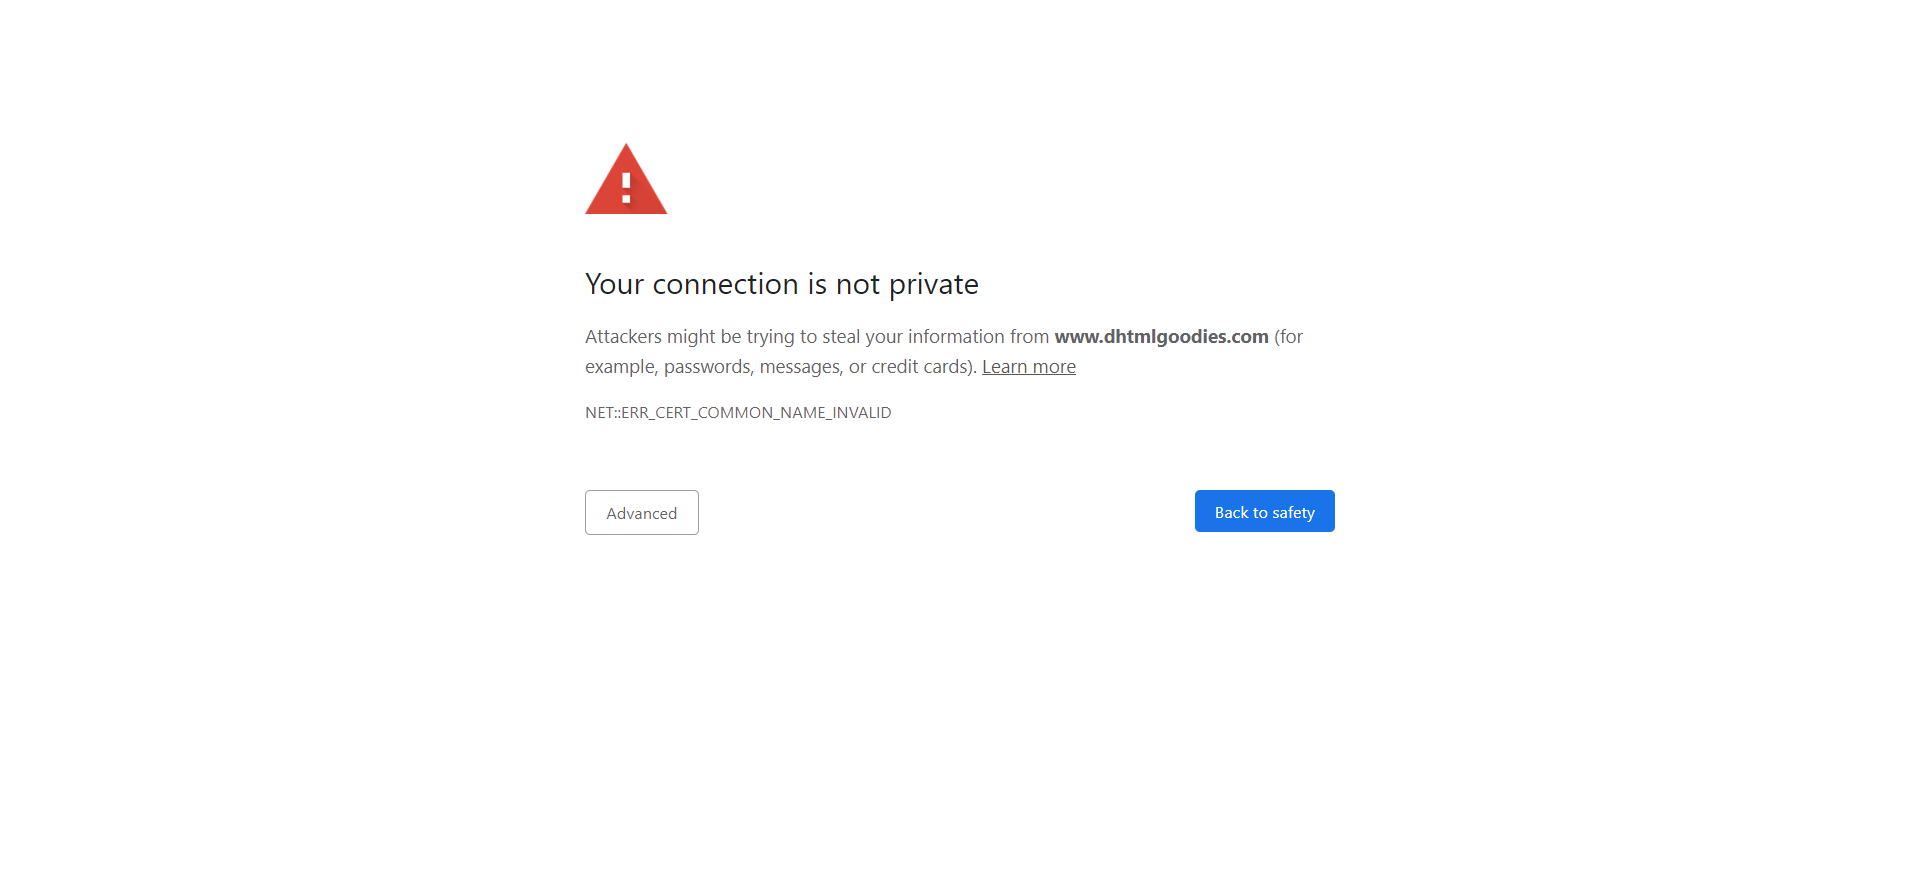 Your connection is not private
Attackers might be trying to steal your information from www.dhtmlgoodies.com (for
example, passwords, messages, or credit cards). Learn more
NET::ERR_CERT_COMMON_NAME_INVALID
Advanced
Back to safety